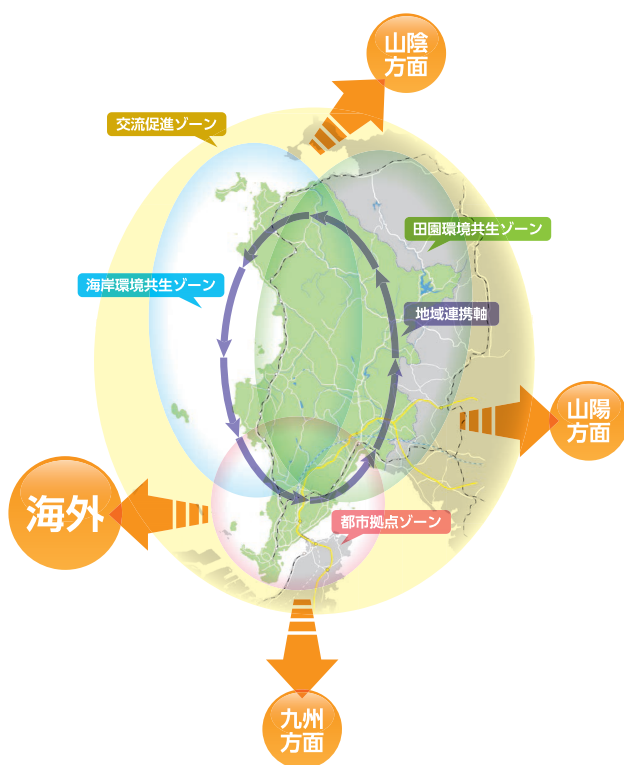 山陰
方面
交流促進ゾーン
田園環境共生ゾーン
海岸環境共生ゾーン
地域連携軸
山陽
方面
海外
都市拠点ゾーン
九州
方面